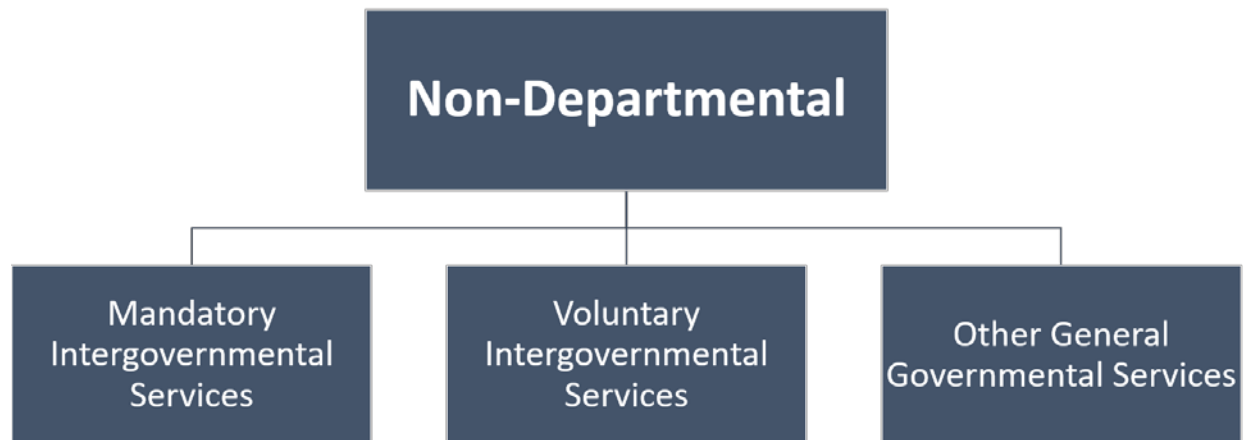 Non-Departmental
Mandatory
Intergovernmental
Services
Voluntary
Intergovernmental
Services
Other General
Governmental Services